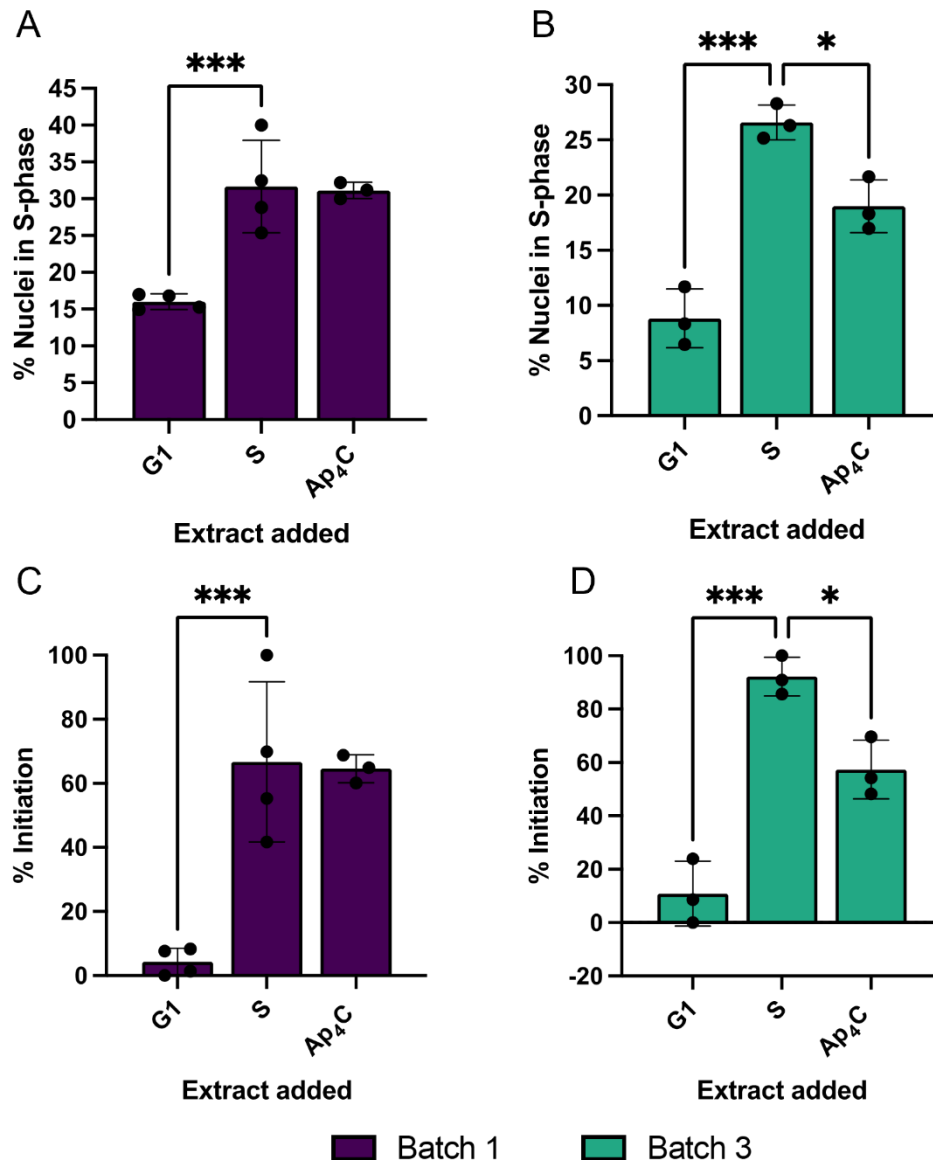 A
***
% Nuclei in S-phase
45
40
35
30
25
20
15
10
5
0
G1
S
Ap₄C
Extract added
B
***
*
% Nuclei in S-phase
30
25
20
15
10
5
0
G1
S
Ap₄C
Extract added
C
***
% Initiation
100
80
60
40
20
0
G1
S
Ap₄C
Extract added
D
***
*
% Initiation
100
80
60
40
20
0
-20
G1
S
Ap₄C
Extract added
Batch 1
Batch 3